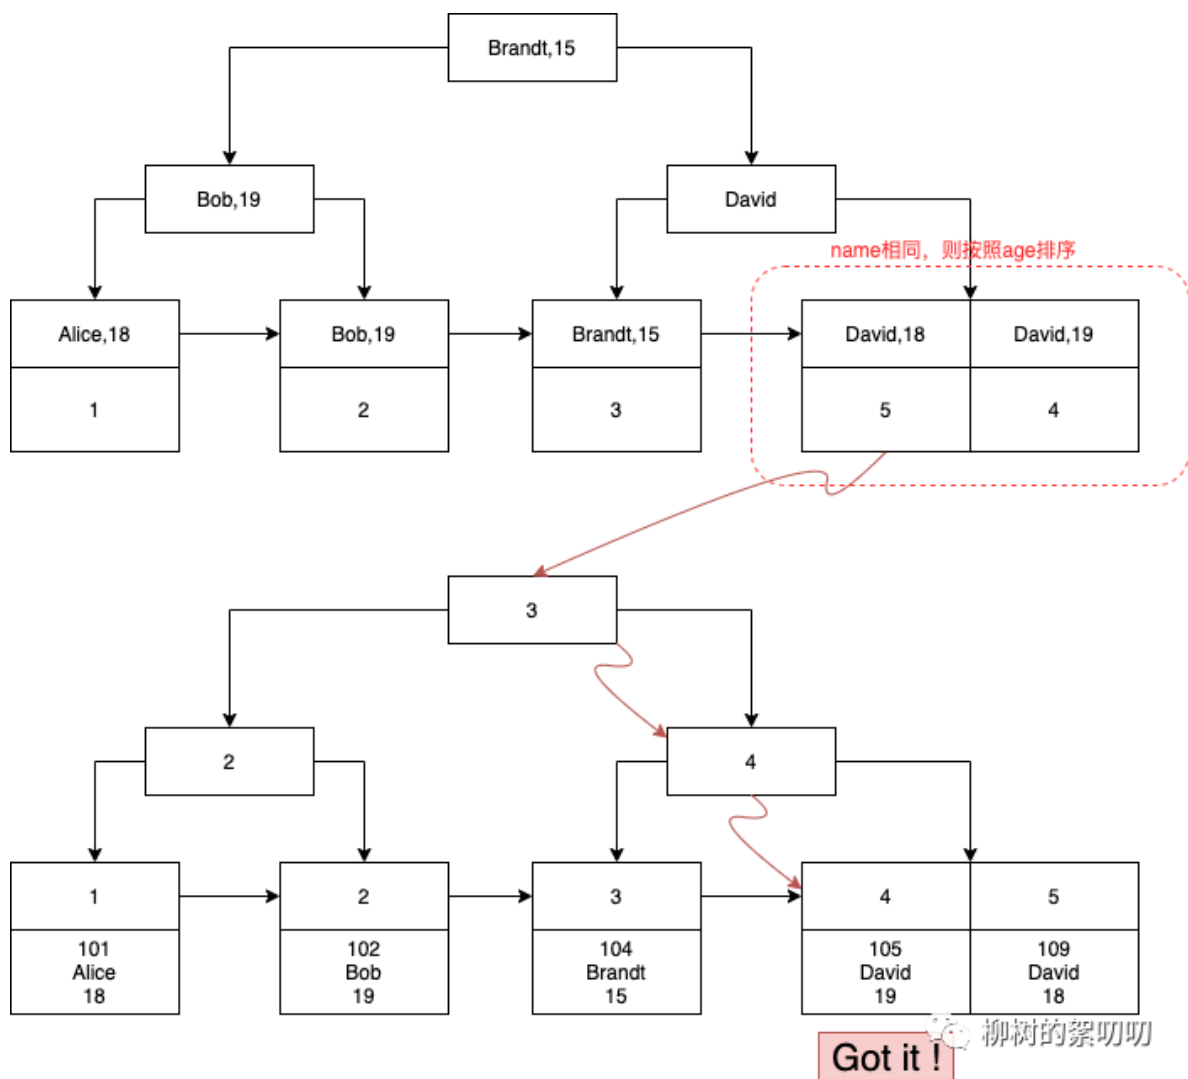 Brandt,15
Bob,19
David
name相同，则按照age排序
Alice,18
Bob,19
Brandt,15
David,18
David,19
1
2
3
5
4
3
2
4
1
2
3
4
5
101
Alice
18
102
Bob
19
104
Brandt
15
105
David
19
109
David
18
柳树的絮叨叨
Got it !